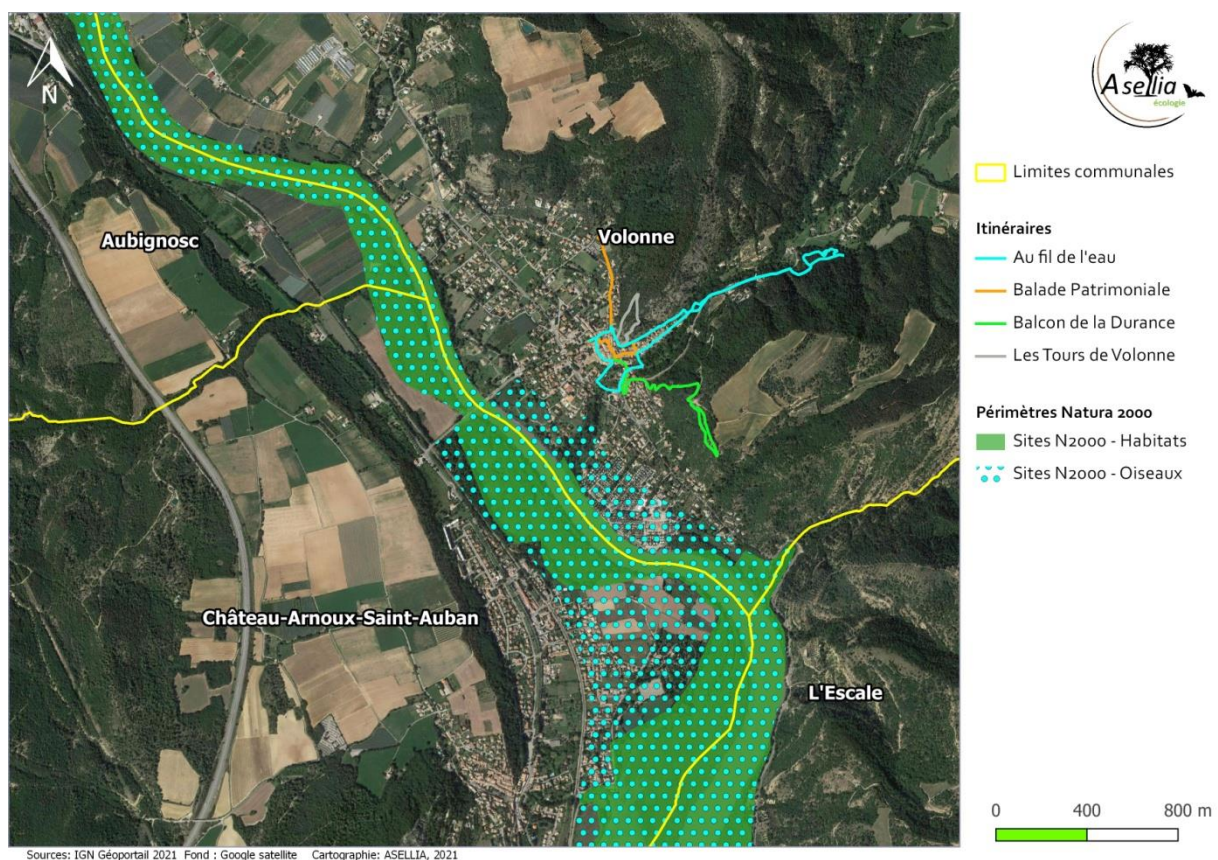 N
Aubignosc
Volonne
Château-Arnoux-Saint-Auban
L'Escale
Asellia
écologie
Limites communales
Itinéraires
Au fil de l'eau
Balade Patrimoniale
Balcon de la Durance
Les Tours de Volonne
Périmètres Natura 2000
Sites N2000 - Habitats
Sites N2000 - Oiseaux
0 400 800 m
Sources: IGN Géoportail 2021 Fond : Google satellite Cartographie: ASELLIA, 2021